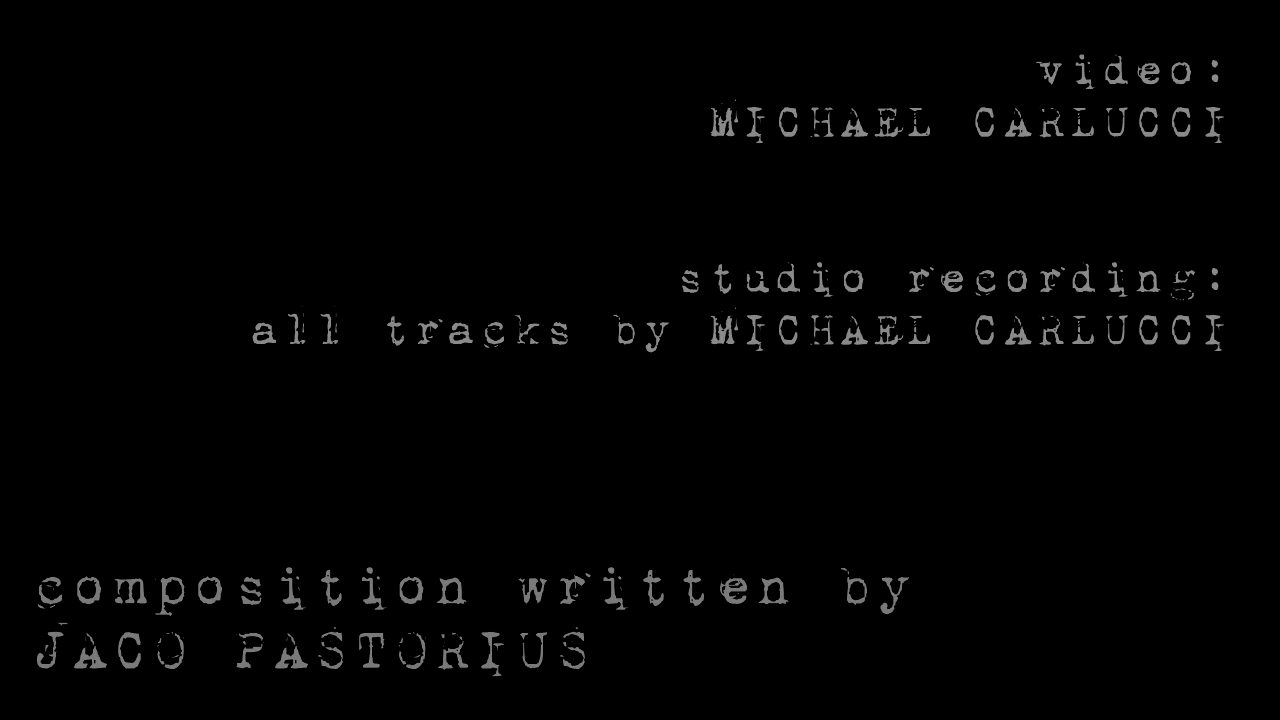 video:
MICHAEL CARLUCCI
studio recording:
all tracks by MICHAEL CARLUCCI
composition written by
JACO PASTORIUS